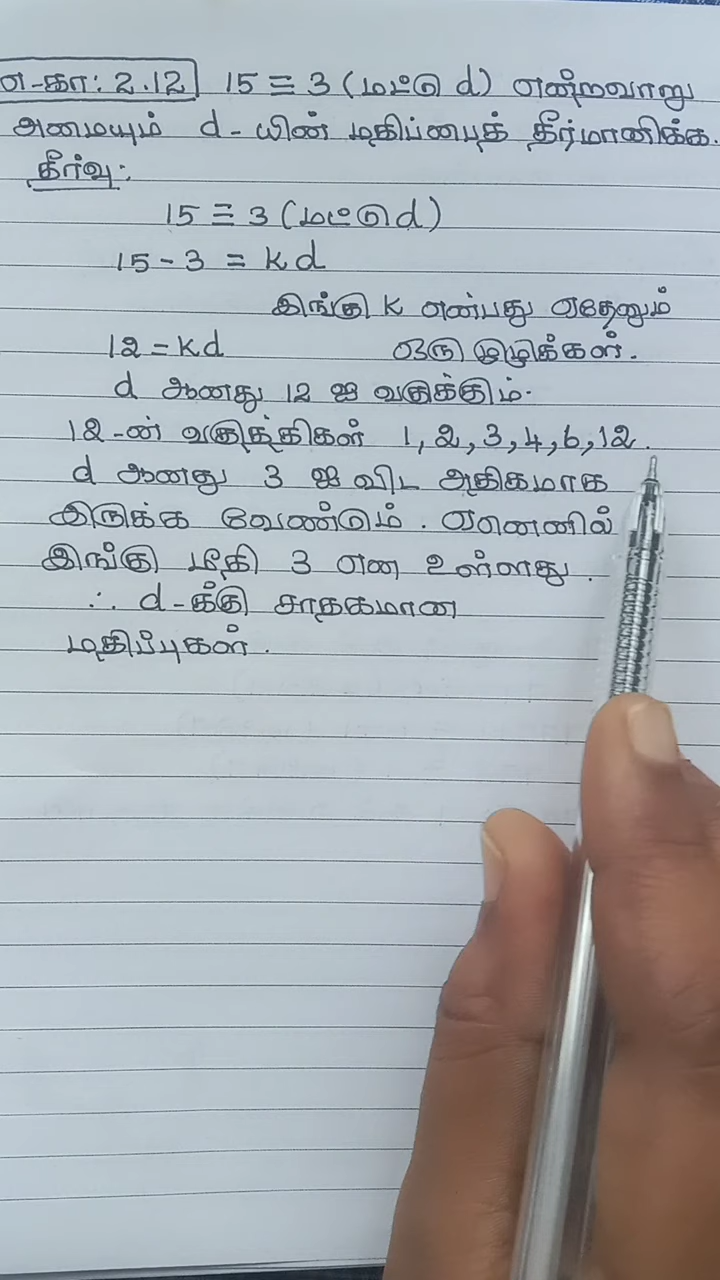 எ-கா: 2.12 15 ≡ 3 (மட்டு d) என்றவாறு
அமையும் d-யின் மதிப்பைத் தீர்மானிக்க.
தீர்வு:
15 ≡ 3 (மட்டு d)
15 - 3 = kd
இங்கு k என்பது ஏதேனும்
12 = kd ஒரு முழுக்கள்.
d ஆனது 12 ஐ வகுக்கும்.
12-ன் வகுத்திகள் 1, 2, 3, 4, 6, 12.
d ஆனது 3 ஐ விட அதிகமாக
இருக்க வேண்டும். ஏனெனில்
இங்கு மீதி 3 என உள்ளது.
∴ d-க்கு சாதகமான
மதிப்புகள்.